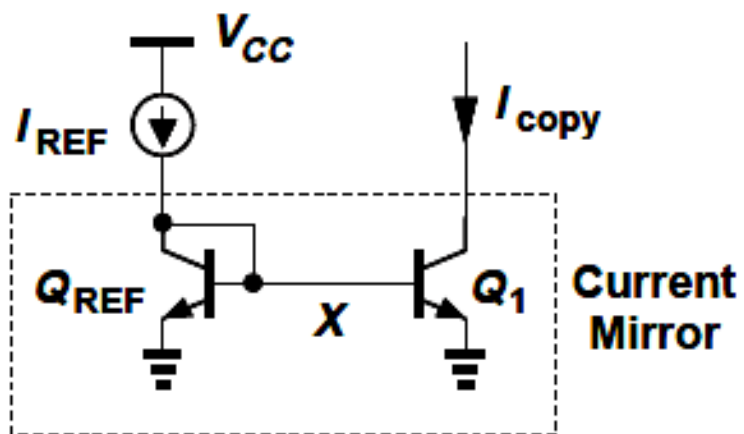 VCC
IREF
Icopy
QREF
X
Q1
Current
Mirror